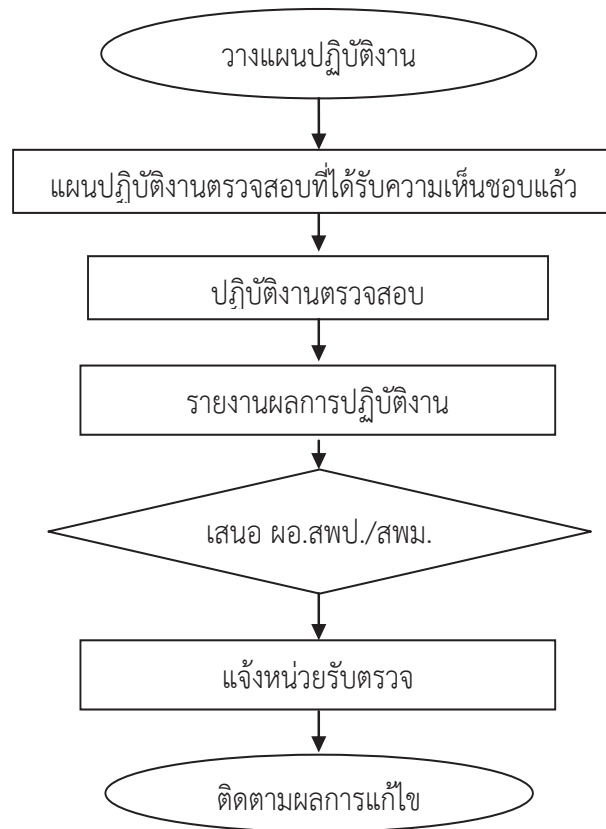 วางแผนปฏิบัติงาน
แผนปฏิบัติงานตรวจสอบที่ได้รับความเห็นชอบแล้ว
ปฏิบัติงานตรวจสอบ
รายงานผลการปฏิบัติงาน
เสนอ ผอ.สพป./สพม.
แจ้งหน่วยรับตรวจ
ติดตามผลการแก้ไข